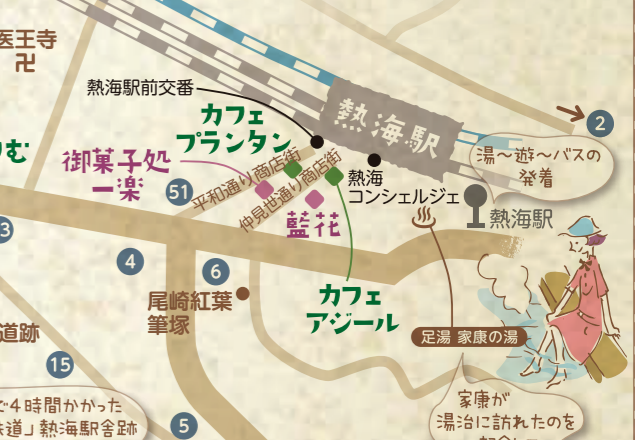 医王寺
卍
熱海駅前交番
カフェ
プランタン
熱海駅
2
湯～遊～バスの
発着
む
御菓子処
一楽
51
平和通り商店街
仲見世通り商店街
藍花
熱海
コンシェルジェ
熱海駅
3
4
6
尾崎紅葉
筆塚
カフェ
アジール
足湯 家康の湯
道跡
15
で4時間かかった
鉄道」熱海駅舎跡
5
家康が
湯治に訪れたのを